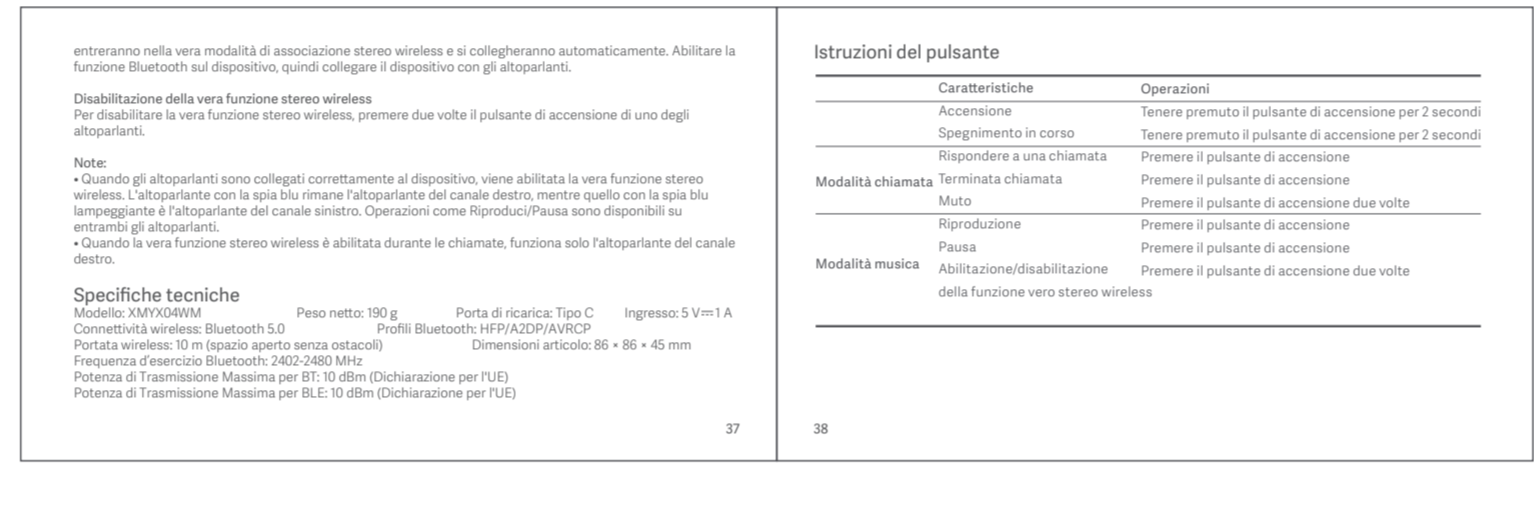 entreranno nella vera modalità di associazione stereo wireless e si collegheranno automaticamente. Abilitare la
funzione Bluetooth sul dispositivo, quindi collegare il dispositivo con gli altoparlanti.
Disabilitazione della vera funzione stereo wireless
Per disabilitare la vera funzione stereo wireless, premere due volte il pulsante di accensione di uno degli
altoparlanti.
Note:
• Quando gli altoparlanti sono collegati correttamente al dispositivo, viene abilitata la vera funzione stereo
wireless. L'altoparlante con la spia blu rimane l'altoparlante del canale destro, mentre quello con la spia blu
lampeggiante è l'altoparlante del canale sinistro. Operazioni come Riproduci/Pausa sono disponibili su
entrambi gli altoparlanti.
• Quando la vera funzione stereo wireless è abilitata durante le chiamate, funziona solo l'altoparlante del canale
destro.
Specifiche tecniche
Modello: XMYX04WM Peso netto: 190 g Porta di ricarica: Tipo C Ingresso: 5 V⎓1 A
Connettività wireless: Bluetooth 5.0 Profili Bluetooth: HFP/A2DP/AVRCP
Portata wireless: 10 m (spazio aperto senza ostacoli) Dimensioni articolo: 86 × 86 × 45 mm
Frequenza d'esercizio Bluetooth: 2402-2480 MHz
Potenza di Trasmissione Massima per BT: 10 dBm (Dichiarazione per l'UE)
Potenza di Trasmissione Massima per BLE: 10 dBm (Dichiarazione per l'UE)
37
Istruzioni del pulsante
Caratteristiche Operazioni
Accensione Tenere premuto il pulsante di accensione per 2 secondi
Spegnimento in corso Tenere premuto il pulsante di accensione per 2 secondi
Rispondere a una chiamata Premere il pulsante di accensione
Modalità chiamata Terminata chiamata Premere il pulsante di accensione
Muto Premere il pulsante di accensione due volte
Riproduzione Premere il pulsante di accensione
Pausa Premere il pulsante di accensione
Modalità musica Abilitazione/disabilitazione Premere il pulsante di accensione due volte
della funzione vero stereo wireless
38